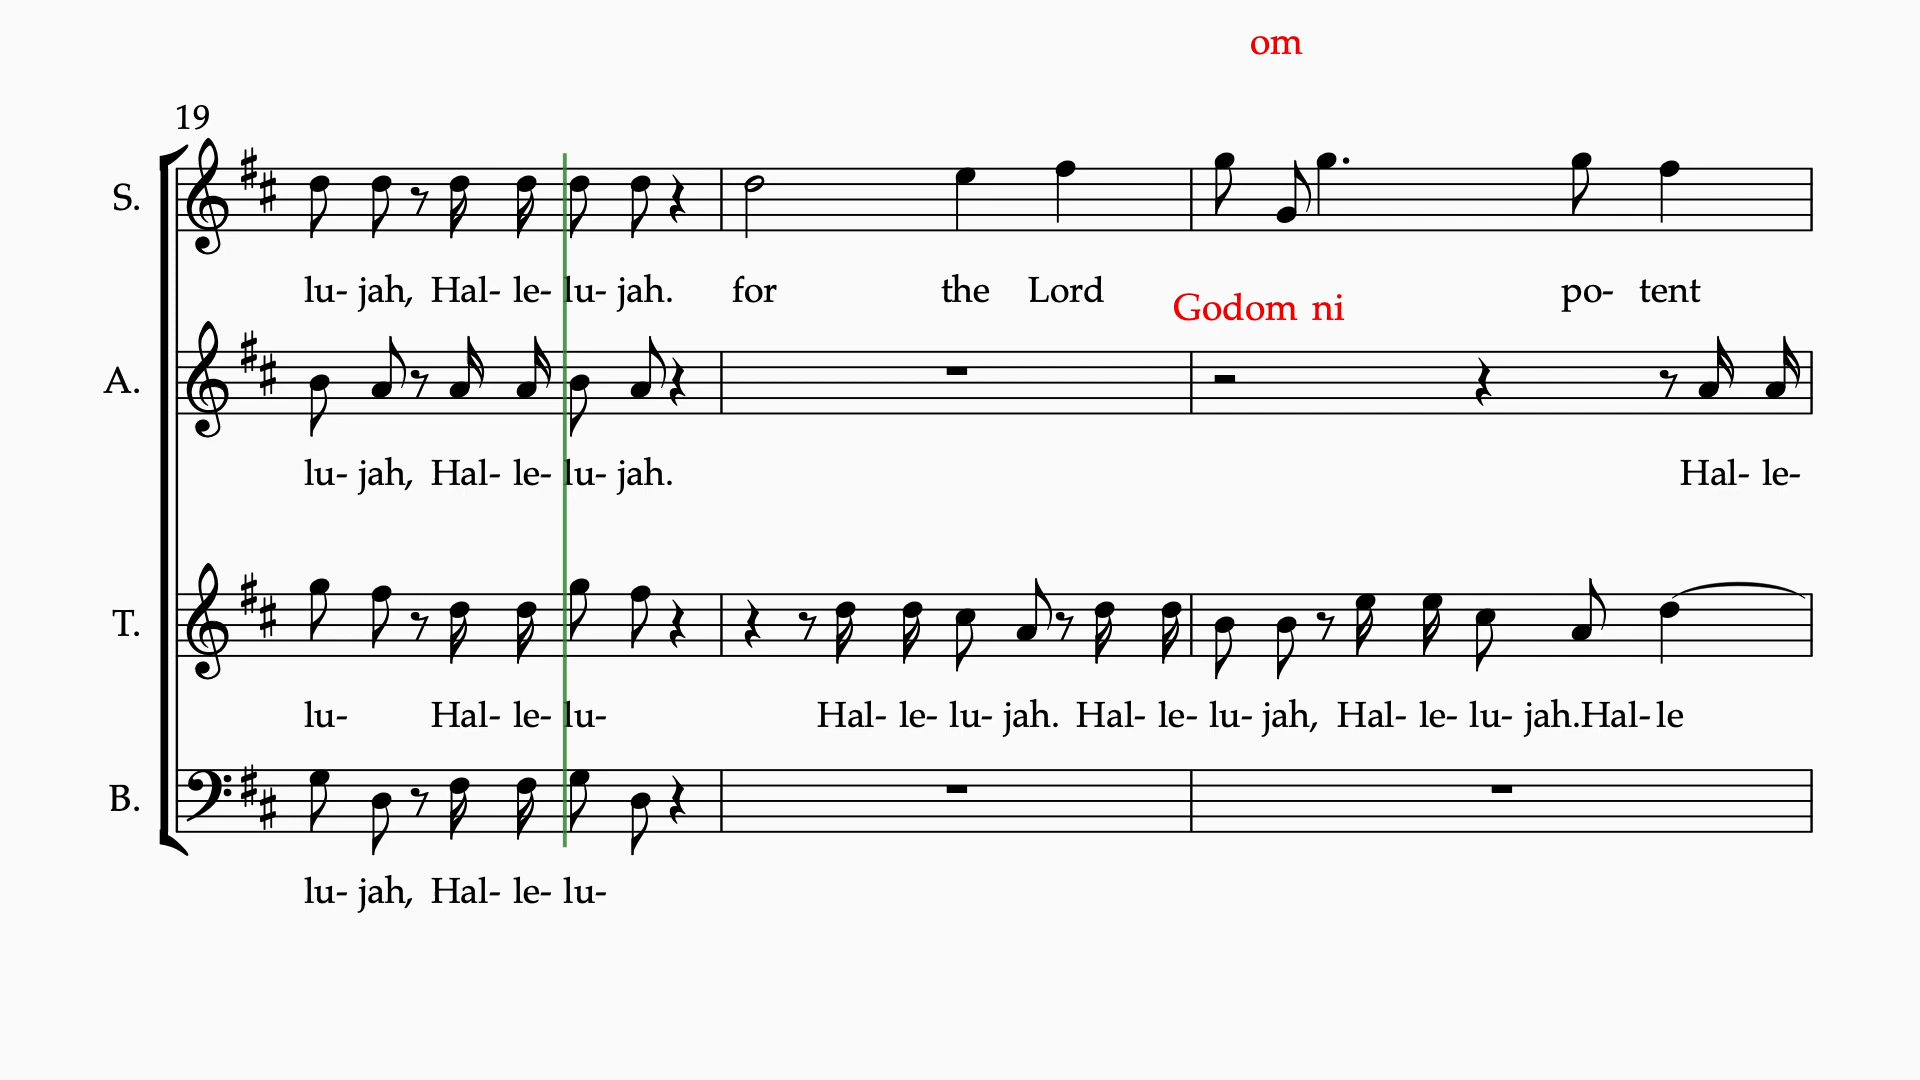 om
19
S.
lu- jah, Hal- le- lu- jah. for the Lord po- tent
Godom ni
A.
lu- jah, Hal- le- lu- jah. Hal- le-
T.
lu- Hal- le- lu- Hal- le- lu- jah. Hal- le- lu- jah, Hal- le- lu- jah.Hal- le
B.
lu- jah, Hal- le- lu-